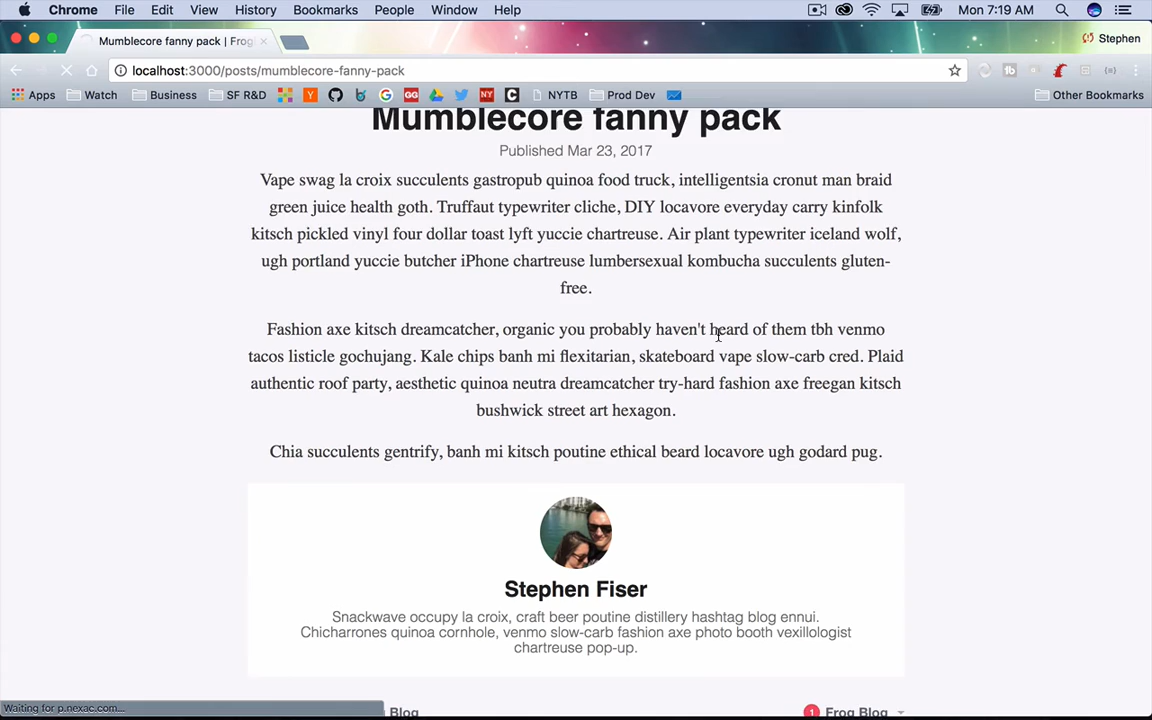 Chrome File Edit View History Bookmarks People Window Help Mon 7:19 AM
Mumblecore fanny pack | Frog Stephen
localhost:3000/posts/mumblecore-fanny-pack
Apps Watch Business SF R&D NYTB Prod Dev Other Bookmarks
Mumblecore fanny pack
Published Mar 23, 2017
Vape swag la croix succulents gastropub quinoa food truck, intelligentsia cronut man braid
green juice health goth. Truffaut typewriter cliche, DIY locavore everyday carry kinfolk
kitsch pickled vinyl four dollar toast lyft yuccie chartreuse. Air plant typewriter iceland wolf,
ugh portland yuccie butcher iPhone chartreuse lumbersexual kombucha succulents gluten-
free.
Fashion axe kitsch dreamcatcher, organic you probably haven't heard of them tbh venmo
tacos listicle gochujang. Kale chips banh mi flexitarian, skateboard vape slow-carb cred. Plaid
authentic roof party, aesthetic quinoa neutra dreamcatcher try-hard fashion axe freegan kitsch
bushwick street art hexagon.
Chia succulents gentrify, banh mi kitsch poutine ethical beard locavore ugh godard pug.
Stephen Fiser
Snackwave occupy la croix, craft beer poutine distillery hashtag blog ennui.
Chicharrones quinoa cornhole, venmo slow-carb fashion axe photo booth vexillologist
chartreuse pop-up.
Waiting for p.nexac.com... Blog 1 Frog Blog